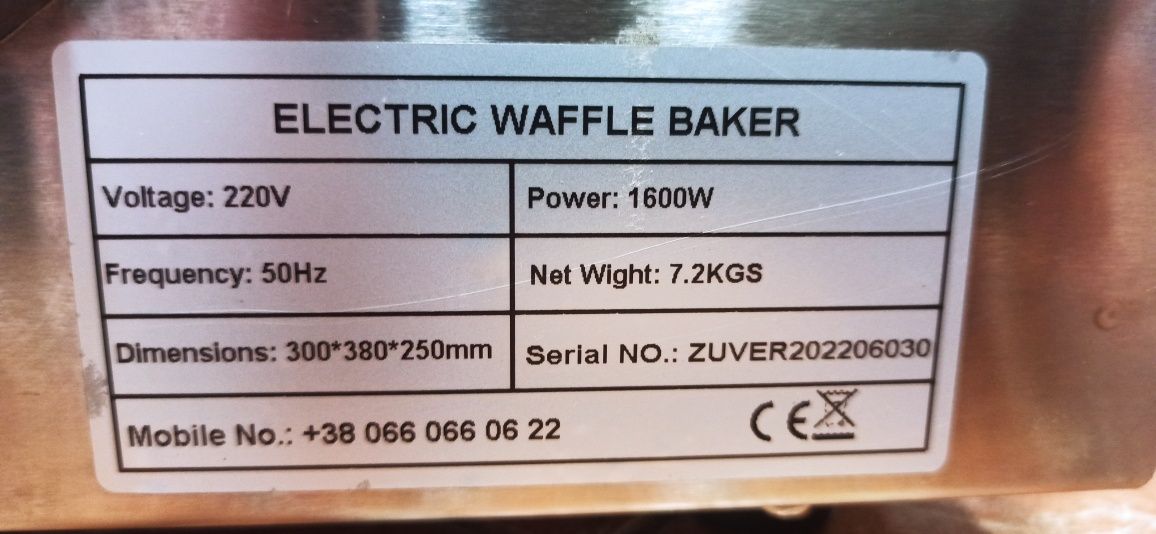 ELECTRIC WAFFLE BAKER
Voltage: 220V
Power: 1600W
Frequency: 50Hz
Net Wight: 7.2KGS
Dimensions: 300*380*250mm
Serial NO.: ZUVER202206030
Mobile No.: +38 066 066 06 22
CE